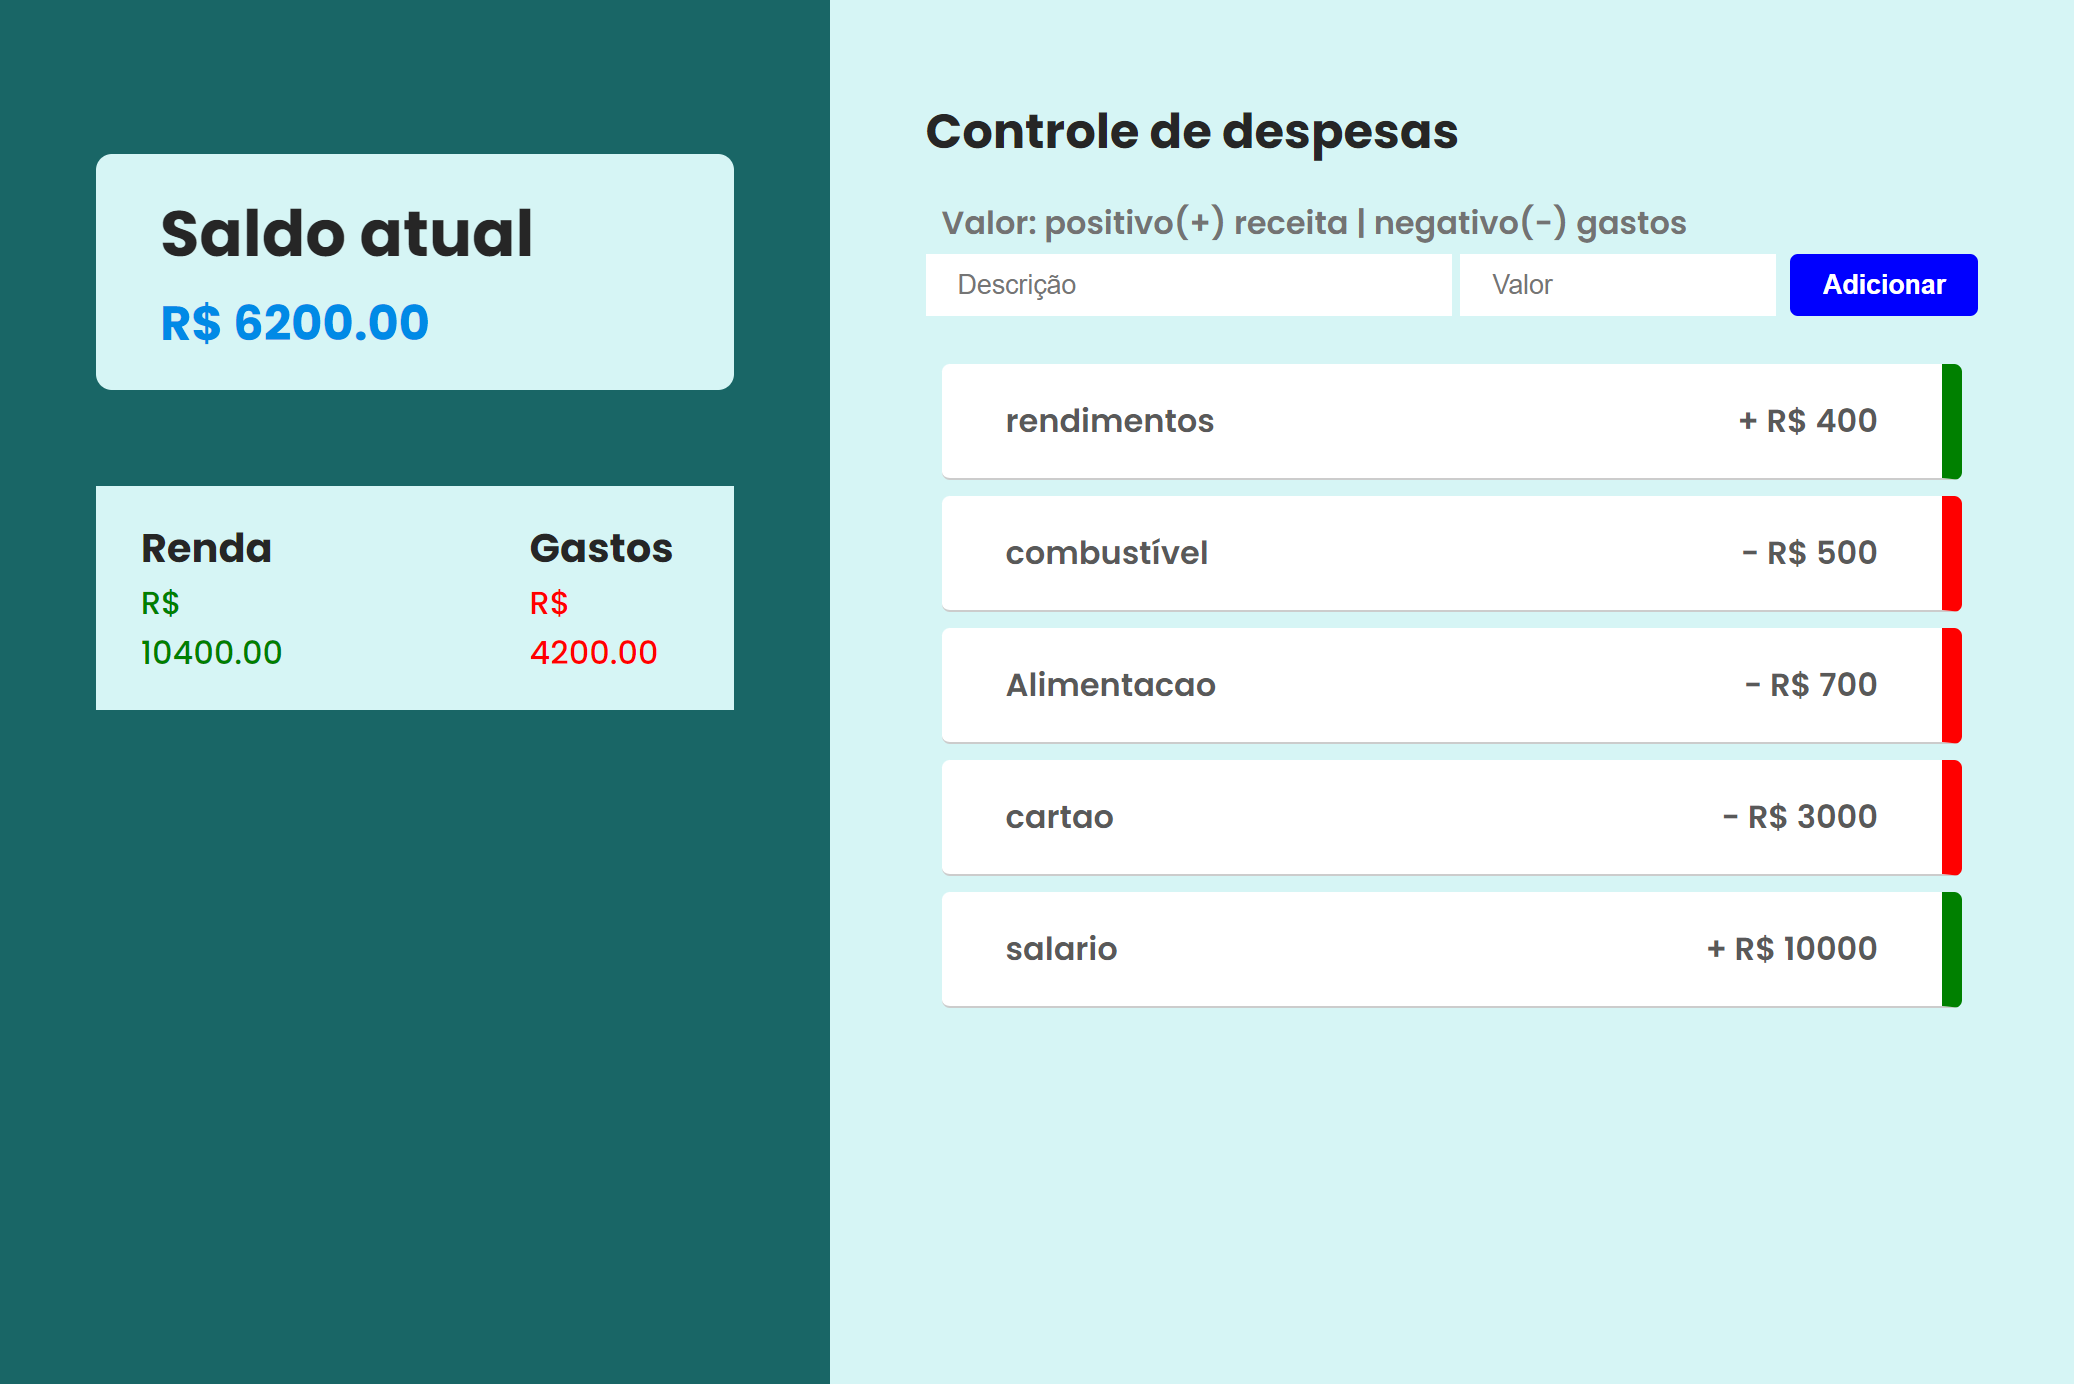 Saldo atual
R$ 6200.00
Renda
R$
10400.00
Gastos
R$
4200.00
Controle de despesas
Valor: positivo(+) receita | negativo(-) gastos
Descrição Valor Adicionar
rendimentos + R$ 400
combustível - R$ 500
Alimentacao - R$ 700
cartao - R$ 3000
salario + R$ 10000